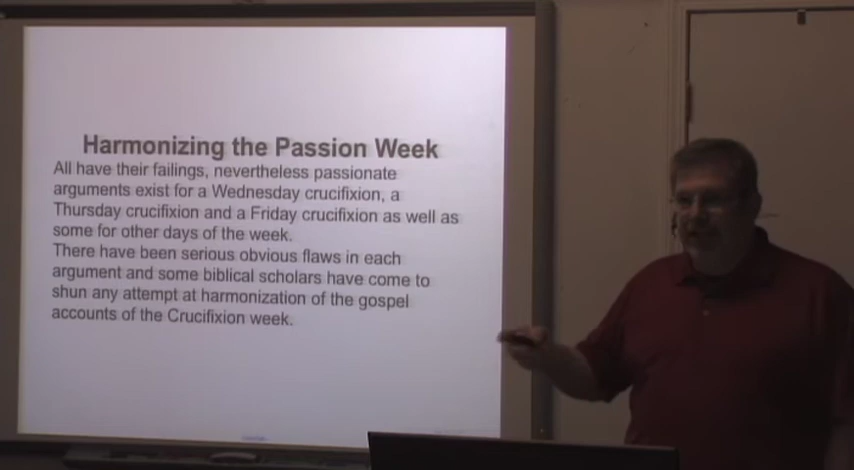 Harmonizing the Passion Week
All have their failings, nevertheless passionate
arguments exist for a Wednesday crucifixion, a
Thursday crucifixion and a Friday crucifixion as well as
some for other days of the week.
There have been serious obvious flaws in each
argument and some biblical scholars have come to
shun any attempt at harmonization of the gospel
accounts of the Crucifixion week.